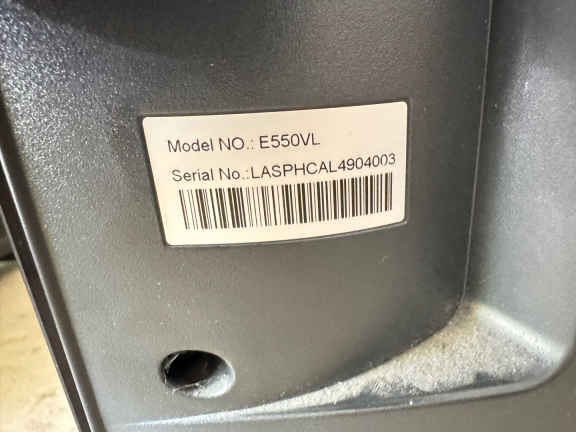 Model NO.: E550VL
Serial No.:LASPHCAL4904003